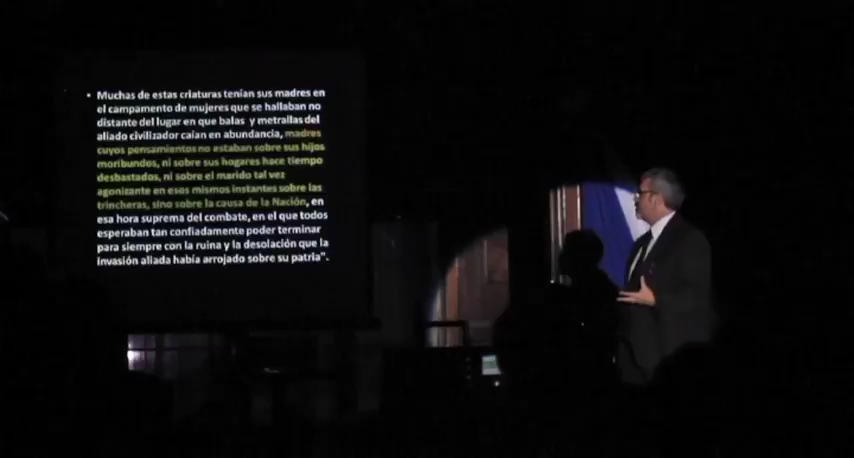 • Muchas de estas criaturas tenían sus madres en
el campamento de mujeres que se hallaban no
distante del lugar en que balas y metrallas del
aliado civilizador caían en abundancia, madres
cuyos pensamientos no estaban sobre sus hijos
moribundos, ni sobre sus hogares hace tiempo
desbastados, ni sobre el marido tal vez
agonizante en esos mismos instantes sobre las
trincheras, sino sobre la causa de la Nación, en
esa hora suprema del combate, en el que todos
esperaban tan confiadamente poder terminar
para siempre con la ruina y la desolación que la
invasión aliada había arrojado sobre su patria".